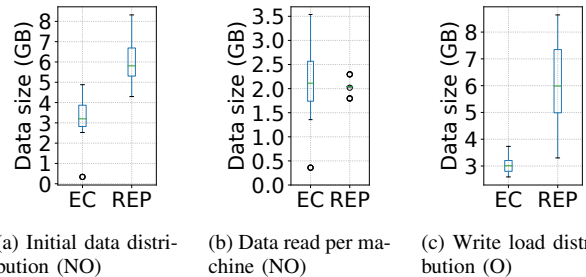 Data size (GB)
8
7
6
5
4
3
2
1
0
EC REP
Data size (GB)
3.5
3.0
2.5
2.0
1.5
1.0
0.5
0.0
EC REP
Data size (GB)
8
7
6
5
4
3
EC REP
(a) Initial data distri-
bution (NO)
(b) Data read per ma-
chine (NO)
(c) Write load distri
bution (O)